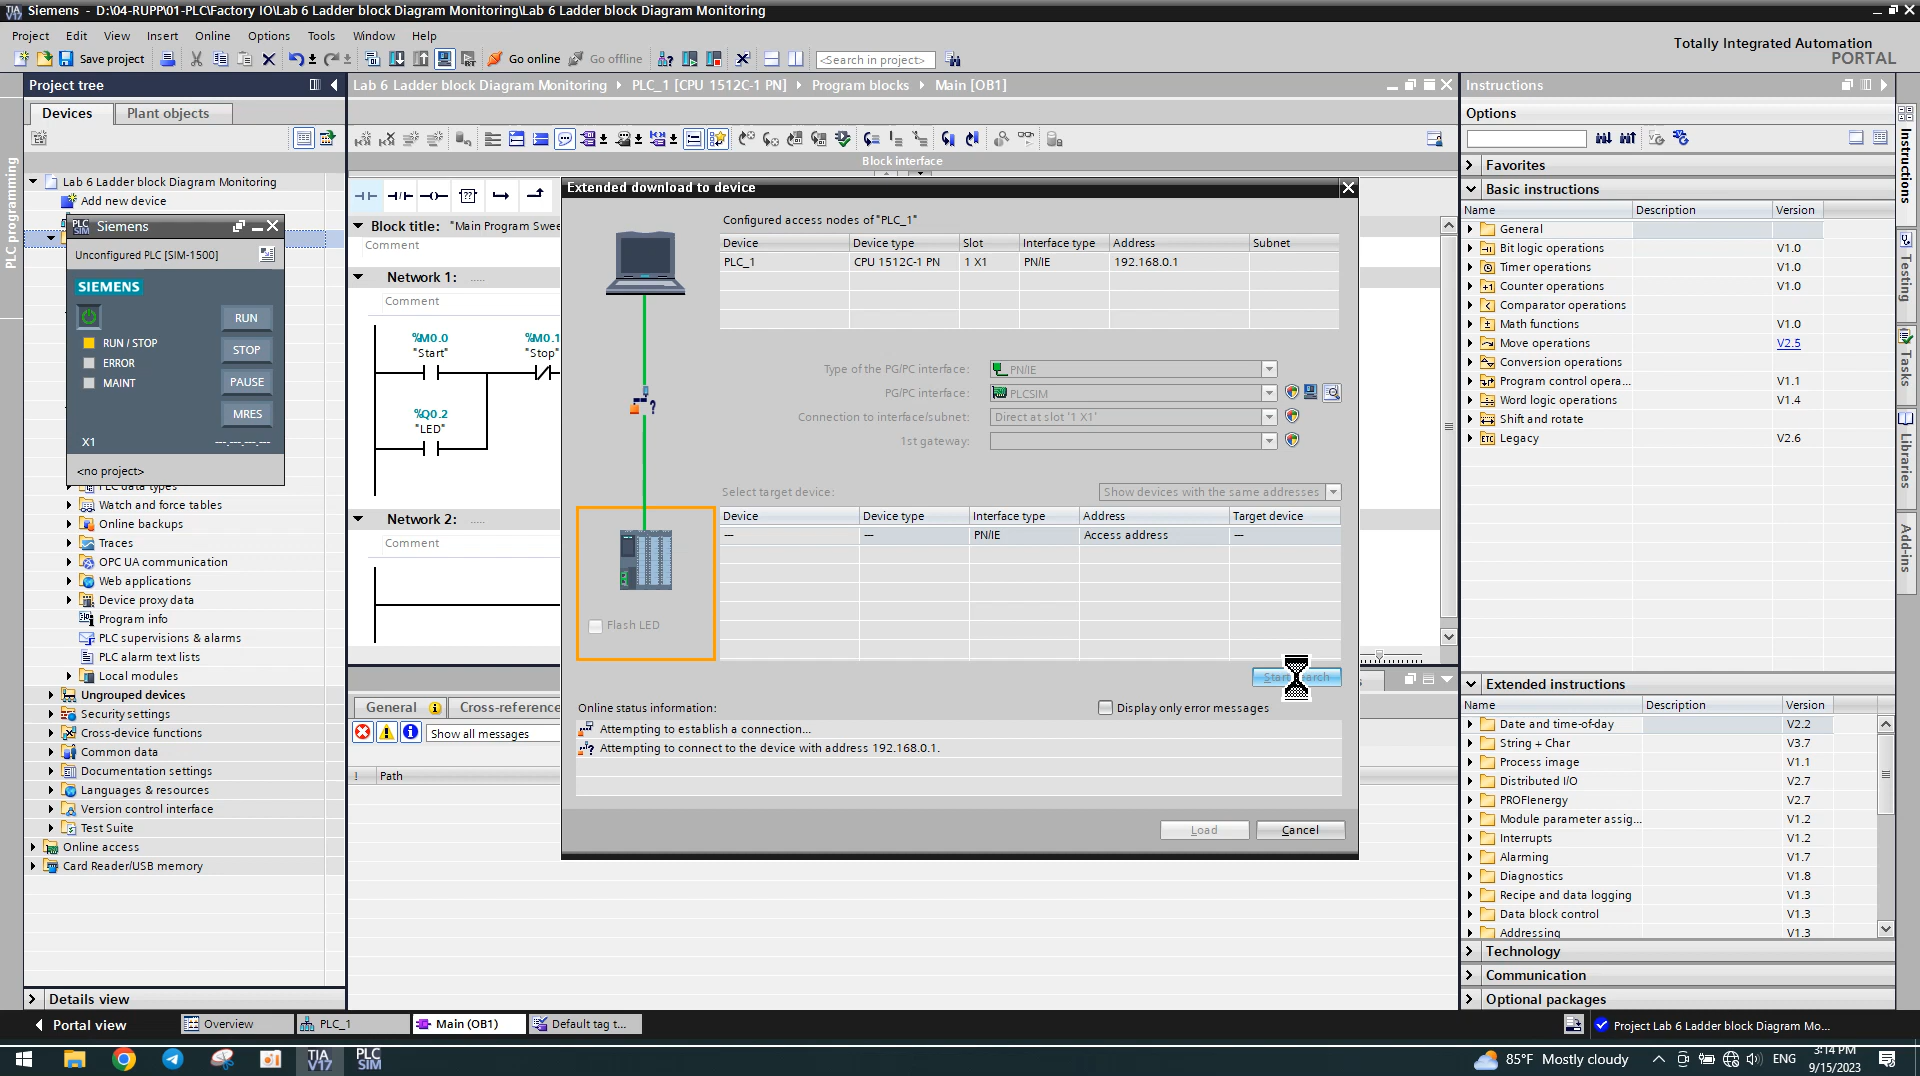 Siemens - D:\04-RUPP\01-PLC\Factory IO\Lab 6 Ladder block Diagram Monitoring\Lab 6 Ladder block Diagram Monitoring
Project Edit View Insert Online Options Tools Window Help
Totally Integrated Automation
PORTAL
Save project
Go online
Go offline
<Search in project>
Project tree
Devices
Plant objects
PLC programming
Lab 6 Ladder block Diagram Monitoring
Add new device
Siemens
Unconfigured PLC [SIM-1500]
SIEMENS
RUN
RUN / STOP
STOP
ERROR
MAINT
PAUSE
MRES
X1
<no project>
PLC data types
Watch and force tables
Online backups
Traces
OPC UA communication
Web applications
Device proxy data
Program info
PLC supervisions & alarms
PLC alarm text lists
Local modules
Ungrouped devices
Security settings
Cross-device functions
Common data
Documentation settings
Languages & resources
Version control interface
Test Suite
Online access
Card Reader/USB memory
Details view
Lab 6 Ladder block Diagram Monitoring PLC_1 [CPU 1512C-1 PN] Program blocks Main [OB1]
Block interface
Block title: "Main Program Swee
Comment
Network 1: .....
Comment
%M0.0
"Start"
%M0.1
"Stop"
%Q0.2
"LED"
Network 2: .....
Comment
General
Cross-reference
Show all messages
! Path
Extended download to device
Configured access nodes of "PLC_1"
Device Device type Slot Interface type Address Subnet
PLC_1 CPU 1512C-1 PN 1 X1 PN/IE 192.168.0.1
Type of the PG/PC interface: PN/IE
PG/PC interface: PLCSIM
Connection to interface/subnet: Direct at slot '1 X1'
1st gateway:
Select target device: Show devices with the same addresses
Device Device type Interface type Address Target device
— — PN/IE Access address —
Flash LED
Online status information:
Display only error messages
Attempting to establish a connection...
Attempting to connect to the device with address 192.168.0.1.
Load
Cancel
Instructions
Options
Favorites
Basic instructions
Name Description Version
General
Bit logic operations V1.0
Timer operations V1.0
Counter operations V1.0
Comparator operations
Math functions V1.0
Move operations V2.5
Conversion operations
Program control opera... V1.1
Word logic operations V1.4
Shift and rotate
Legacy V2.6
Extended instructions
Name Description Version
Date and time-of-day V2.2
String + Char V3.7
Process image V1.1
Distributed I/O V2.7
PROFIenergy V2.7
Module parameter assig... V1.2
Interrupts V1.2
Alarming V1.7
Diagnostics V1.8
Recipe and data logging V1.3
Data block control V1.3
Addressing V1.3
Technology
Communication
Optional packages
Instructions
Testing
Tasks
Libraries
Add-ins
Portal view
Overview
PLC_1
Main (OB1)
Default tag t...
Project Lab 6 Ladder block Diagram Mo...
TIA V17
PLC SIM
85°F Mostly cloudy
ENG
3:14 PM
9/15/2023